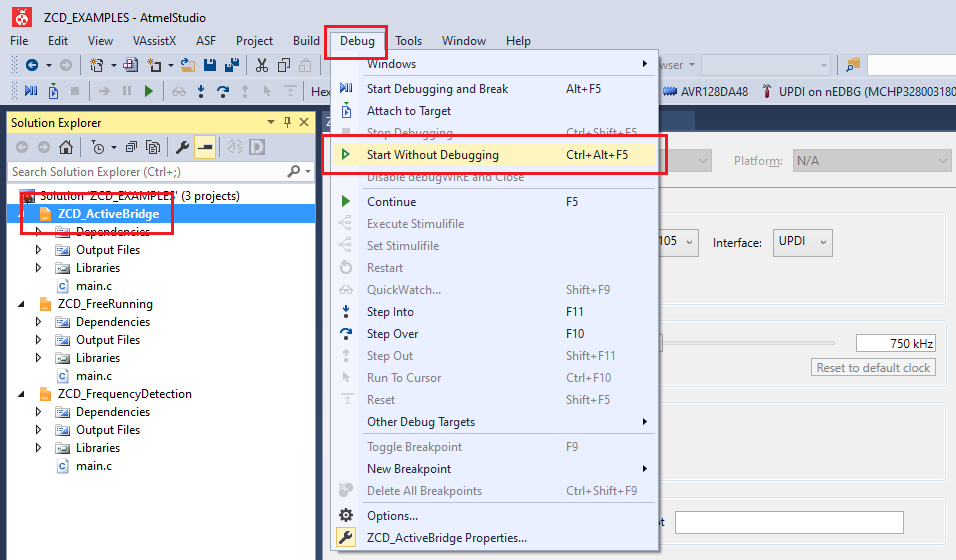 ZCD_EXAMPLES - AtmelStudio
File Edit View VAssistX ASF Project Build Debug Tools Window Help
Hex
AVR128DA48 UPDI on nEDBG (MCHP328003180
Solution Explorer
Search Solution Explorer (Ctrl+;)
Solution 'ZCD_EXAMPLES' (3 projects)
ZCD_ActiveBridge
Dependencies
Output Files
Libraries
main.c
ZCD_FreeRunning
Dependencies
Output Files
Libraries
main.c
ZCD_FrequencyDetection
Dependencies
Output Files
Libraries
main.c
Windows
Start Debugging and Break Alt+F5
Attach to Target
Stop Debugging Ctrl+Shift+F5
Start Without Debugging Ctrl+Alt+F5
Disable debugWIRE and Close
Continue F5
Execute Stimulifile
Set Stimulifile
Restart
QuickWatch... Shift+F9
Step Into F11
Step Over F10
Step Out Shift+F11
Run To Cursor Ctrl+F10
Reset Shift+F5
Other Debug Targets
Toggle Breakpoint F9
New Breakpoint
Delete All Breakpoints Ctrl+Shift+F9
Options...
ZCD_ActiveBridge Properties...
Platform: N/A
105 Interface: UPDI
750 kHz
Reset to default clock